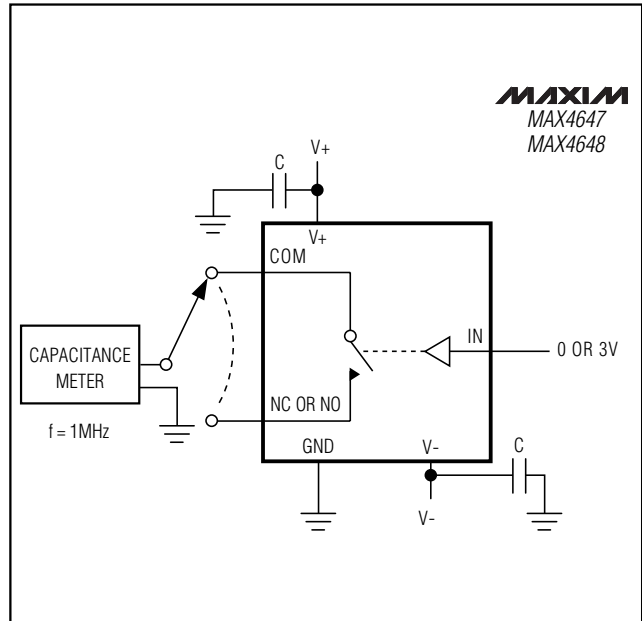 MAXIM
MAX4647
MAX4648
V+
C
V+
COM
IN
0 OR 3V
CAPACITANCE
METER
NC OR NO
f = 1MHz
GND
V-
C
V-